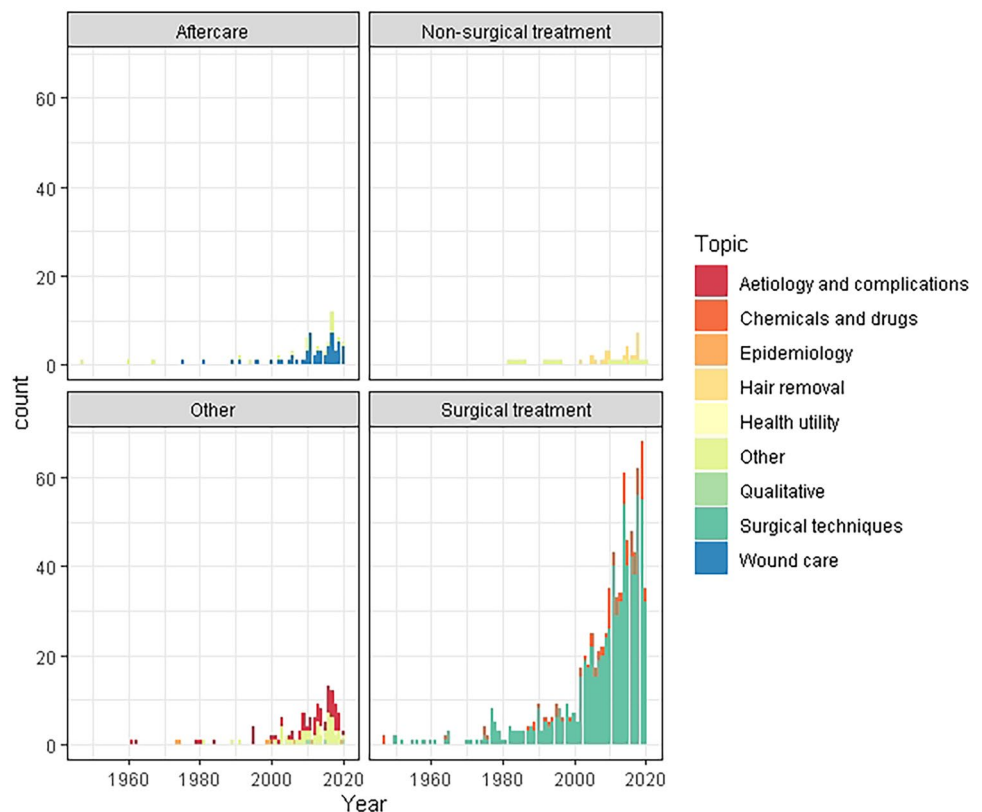 Aftercare
Non-surgical treatment
60
40
20
0
count
Other
Surgical treatment
60
40
20
0
1960 1980 2000 2020
1960 1980 2000 2020
Year
Topic
Aetiology and complications
Chemicals and drugs
Epidemiology
Hair removal
Health utility
Other
Qualitative
Surgical techniques
Wound care